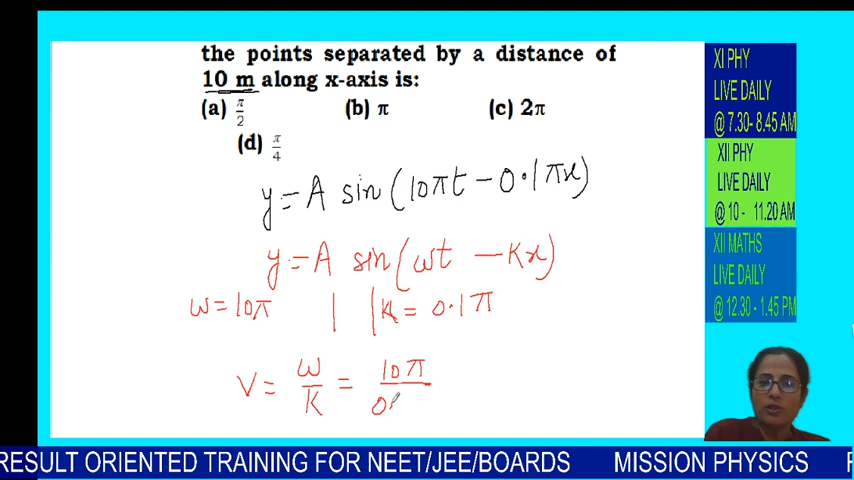 the points separated by a distance of
10 m along x-axis is:
(a) π/2 (b) π (c) 2π
(d) π/4
y = A sin(10πt - 0.1πx)
y = A sin(ωt - Kx)
ω = 10π | | K = 0.1π
V = ω/K = 10π/0
XI PHY
LIVE DAILY
@ 7.30- 8.45 AM
XII PHY
LIVE DAILY
@ 10 - 11.20 AM
XII MATHS
LIVE DAILY
@ 12.30 - 1.45 PM
RESULT ORIENTED TRAINING FOR NEET/JEE/BOARDS MISSION PHYSICS